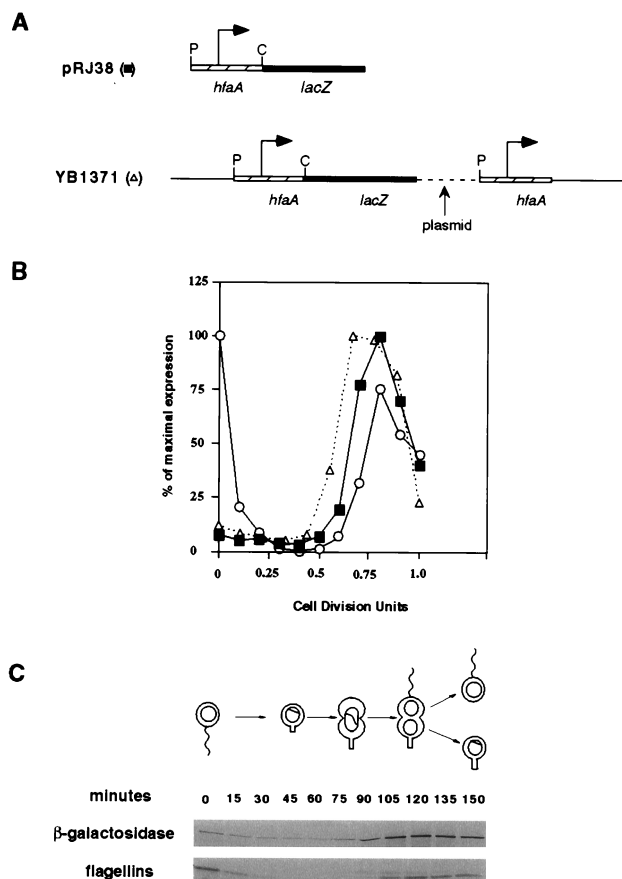 A
P
C
pRJ38 (■)
hfaA
lacZ
P
C
P
YB1371 (△)
hfaA
lacZ
hfaA
plasmid
B
125
100
75
50
25
0
% of maximal expression
0
0.25
0.5
0.75
1.0
Cell Division Units
C
minutes
0 15 30 45 60 75 90 105 120 135 150
β-galactosidase
flagellins